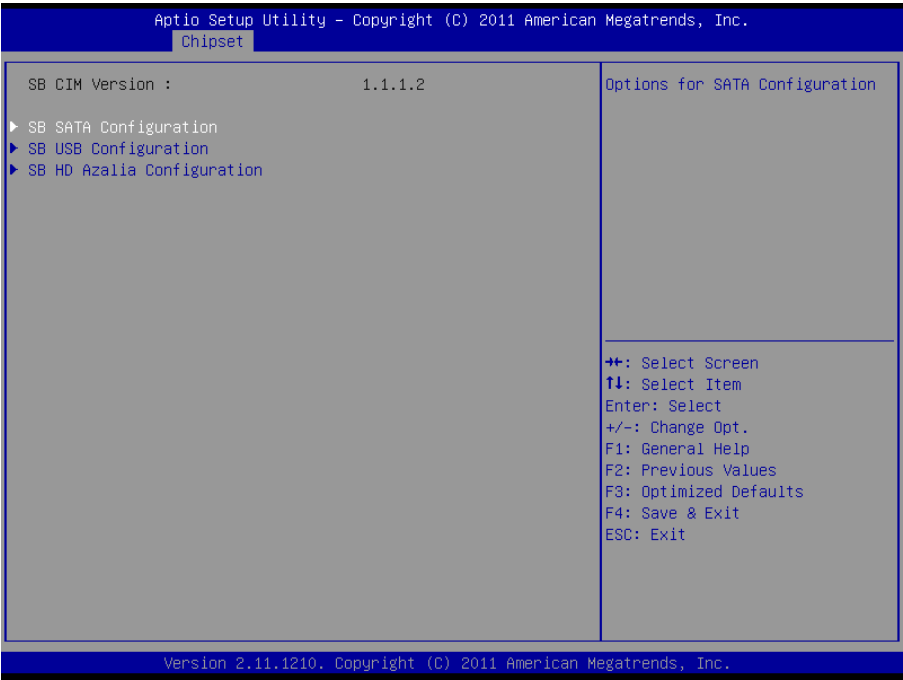 Aptio Setup Utility – Copyright (C) 2011 American Megatrends, Inc.
Chipset
SB CIM Version : 1.1.1.2
SB SATA Configuration
SB USB Configuration
SB HD Azalia Configuration
Options for SATA Configuration
→←: Select Screen
↑↓: Select Item
Enter: Select
+/-: Change Opt.
F1: General Help
F2: Previous Values
F3: Optimized Defaults
F4: Save & Exit
ESC: Exit
Version 2.11.1210. Copyright (C) 2011 American Megatrends, Inc.